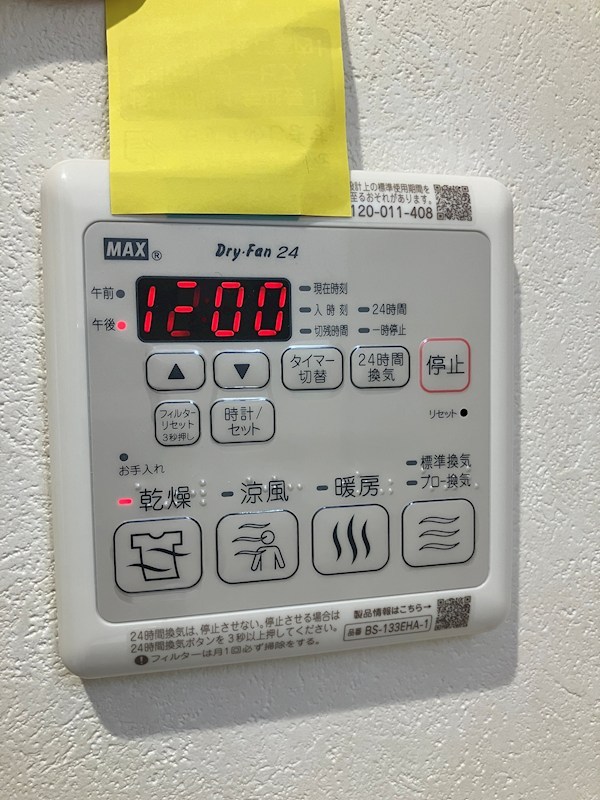 設計上の標準使用期間を
至るおそれがあります。
120-011-408
MAX®
Dry·Fan 24
午前
午後
12:00
現在時刻
入時刻
24時間
切残時間
一時停止
▲
▼
タイマー
切替
24時間
換気
停止
フィルター
リセット
3秒押し
時計/
セット
リセット
お手入れ
乾燥
涼風
暖房
標準換気
ブロー換気
24時間換気は、停止させない。停止させる場合は
24時間換気ボタンを3秒以上押してください。
フィルターは月1回必ず掃除をする。
製品情報はこちら→
品番 BS-133EHA-1